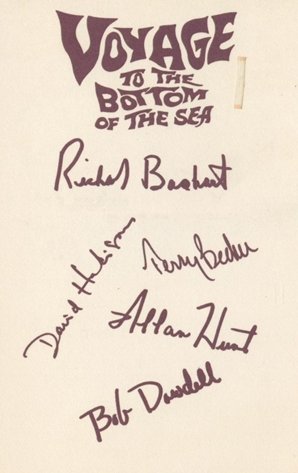 VOYAGE
TO THE
BOTTOM
OF THE SEA
Richard Basehart
David Hedison
Terry Becker
Allan Hunt
Bob Dowdell